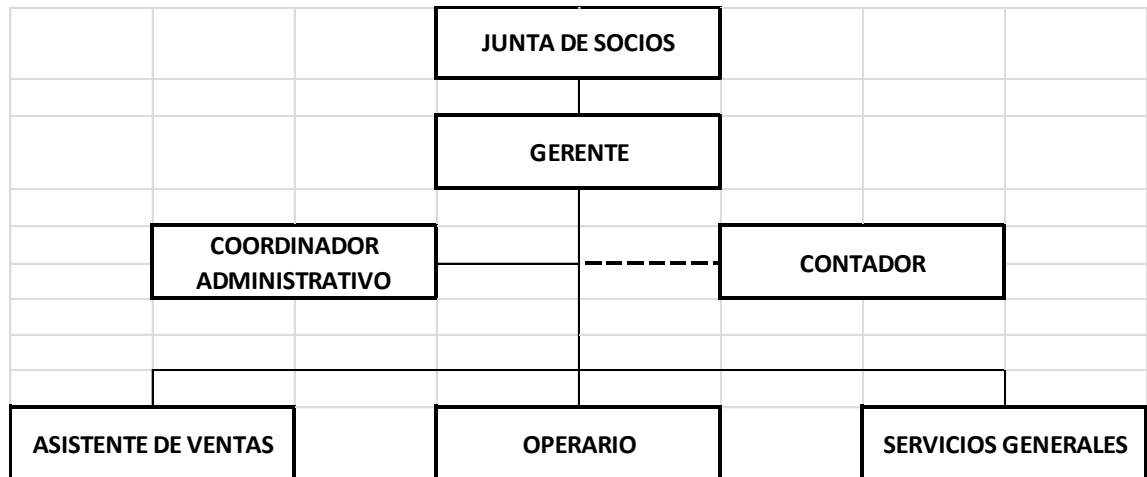 JUNTA DE SOCIOS
GERENTE
COORDINADOR
ADMINISTRATIVO
CONTADOR
ASISTENTE DE VENTAS
OPERARIO
SERVICIOS GENERALES